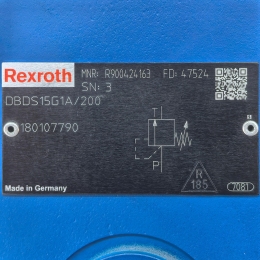 Rexroth
MNR: R900424163 FD: 47524
SN: 3
DBDS15G1A/200
180107790
T
P
R
185
Made in Germany
7081